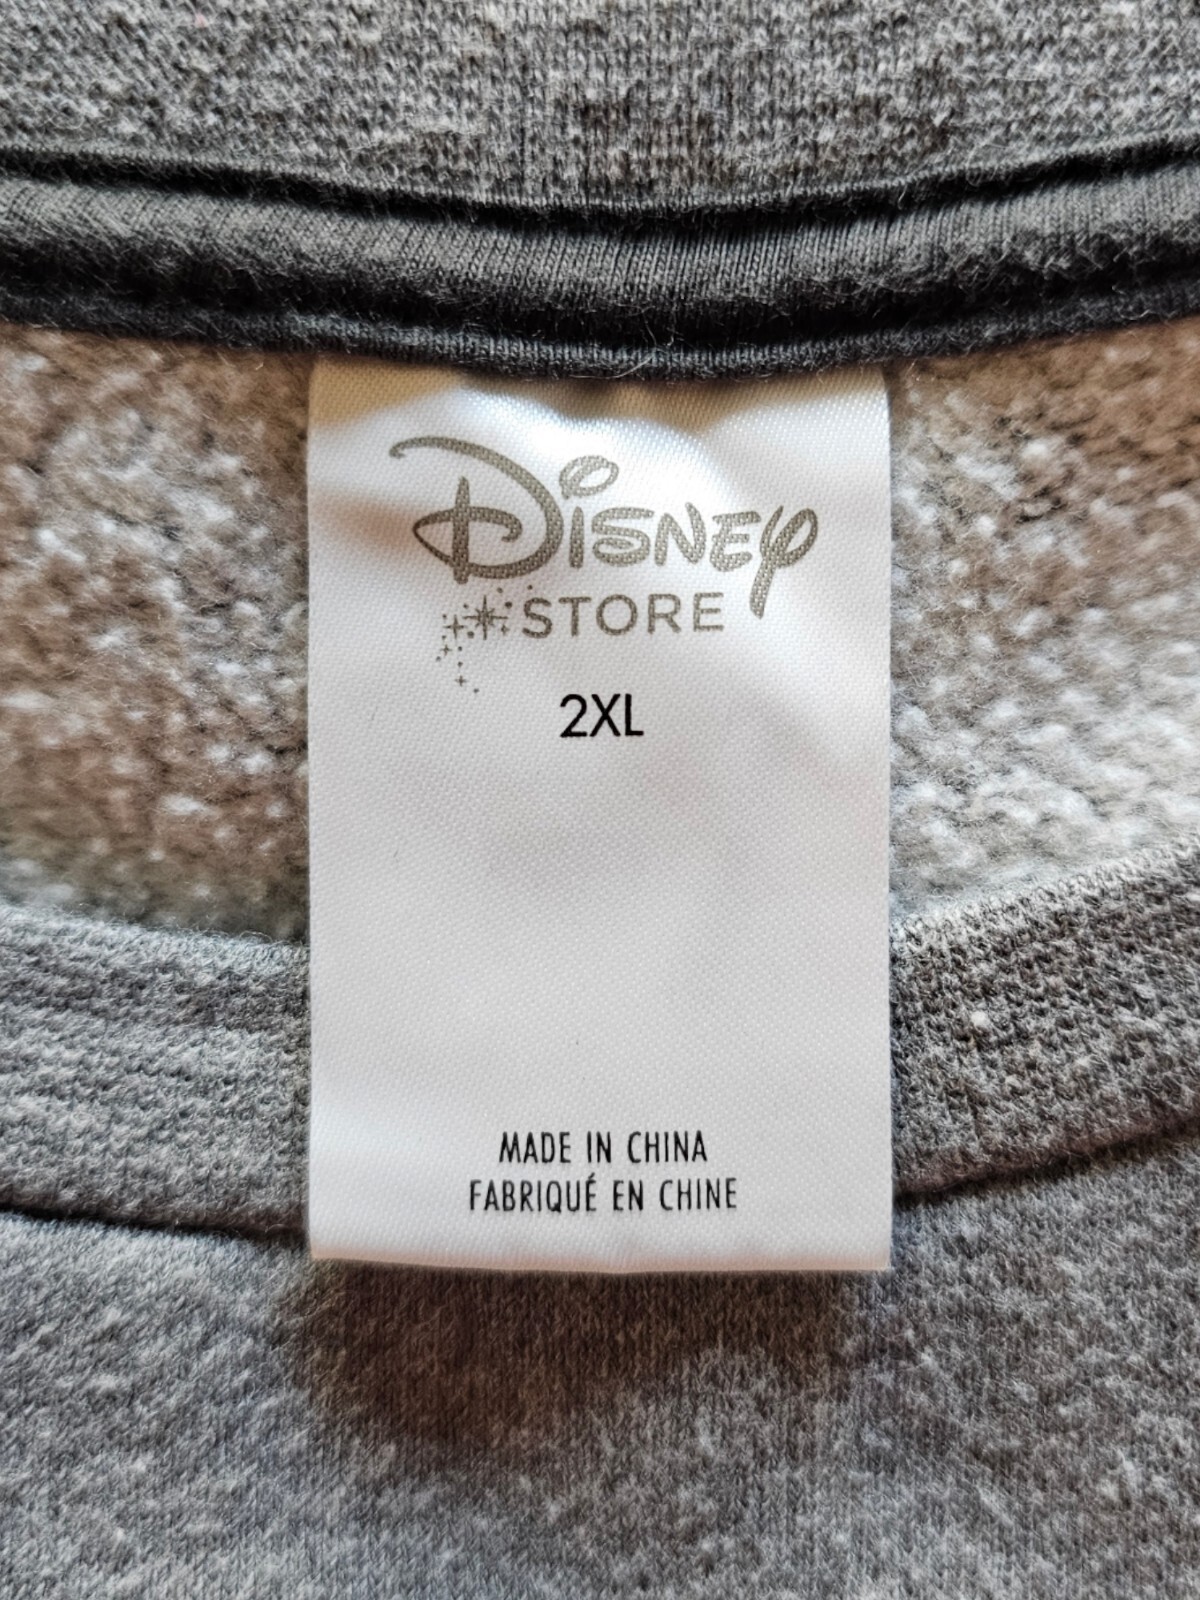 Disney
STORE
2XL
MADE IN CHINA
FABRIQUÉ EN CHINE